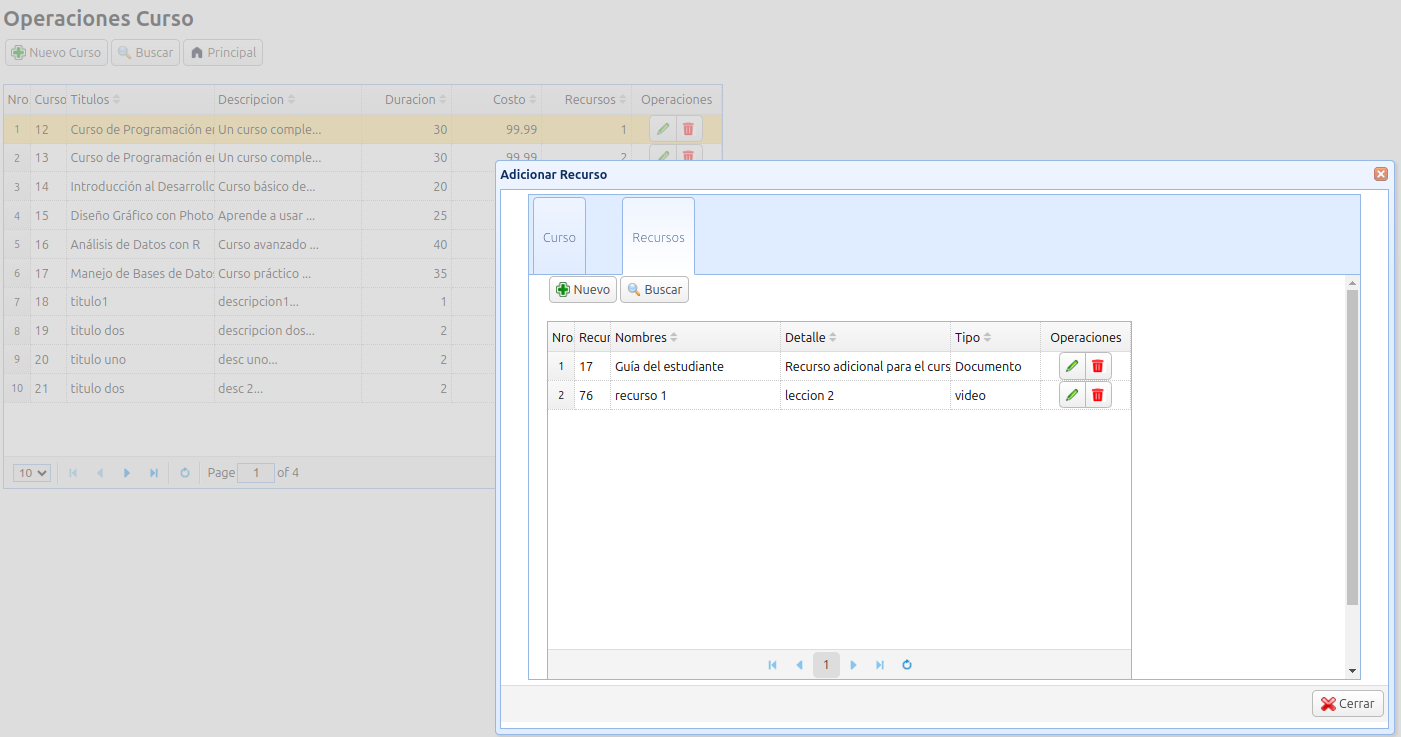 Operaciones Curso
Nuevo Curso Buscar Principal
Nro Curso Titulos Descripcion Duracion Costo Recursos Operaciones
1 12 Curso de Programación en Un curso comple... 30 99.99 1
2 13 Curso de Programación en Un curso comple... 30 99.99 2
3 14 Introducción al Desarrollo Curso básico de... 20
4 15 Diseño Gráfico con Photo Aprende a usar ... 25
5 16 Análisis de Datos con R Curso avanzado ... 40
6 17 Manejo de Bases de Datos Curso práctico ... 35
7 18 titulo1 descripcion1... 1
8 19 titulo dos descripcion dos... 2
9 20 titulo uno desc uno... 2
10 21 titulo dos desc 2... 2
10 Page 1 of 4
Adicionar Recurso
Curso Recursos
Nuevo Buscar
Nro Recur Nombres Detalle Tipo Operaciones
1 17 Guía del estudiante Recurso adicional para el curs Documento
2 76 recurso 1 leccion 2 video
1
Cerrar